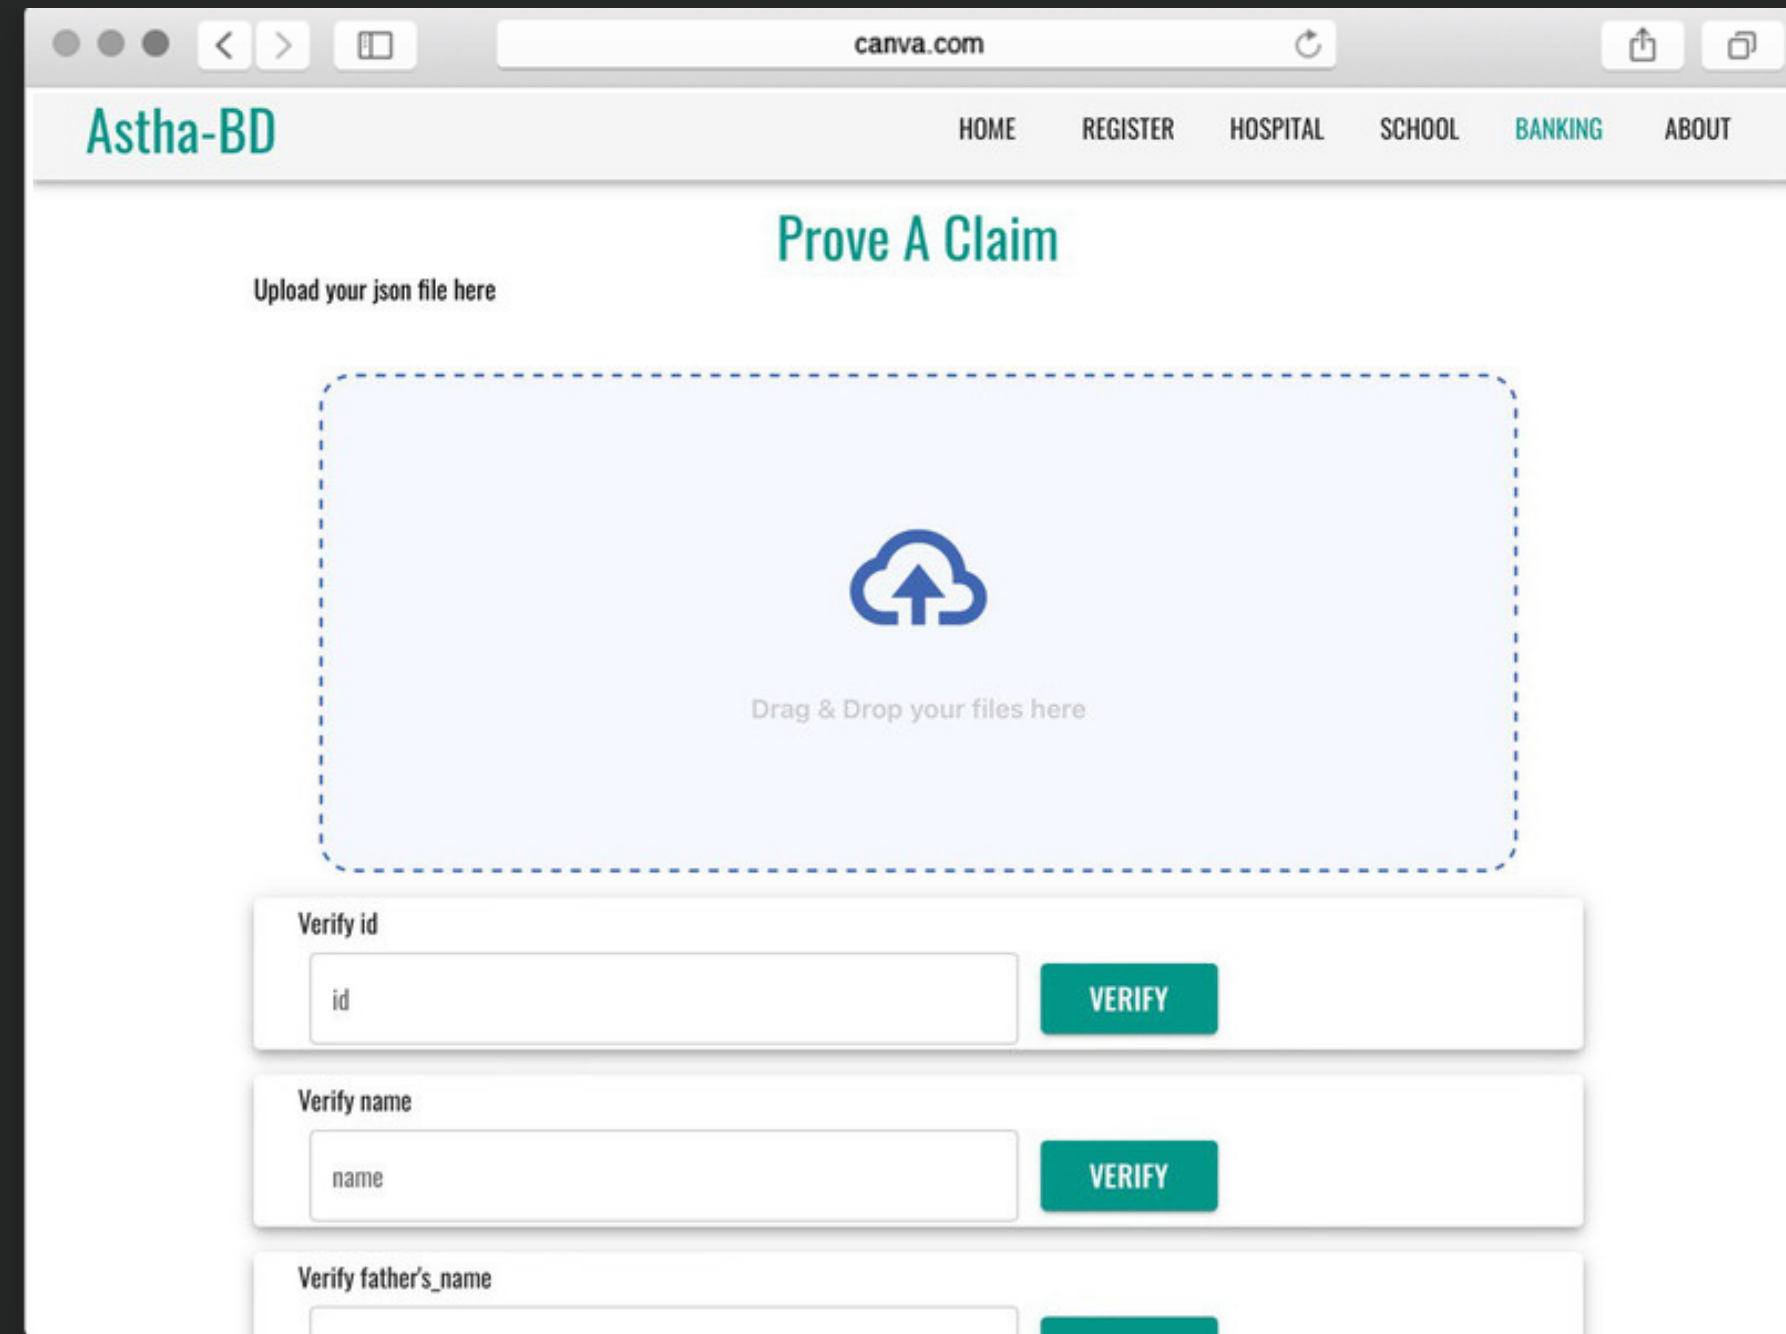 canva.com
Astha-BD HOME REGISTER HOSPITAL SCHOOL BANKING ABOUT
Prove A Claim
Upload your json file here
Drag & Drop your files here
Verify id
id VERIFY
Verify name
name VERIFY
Verify father's_name